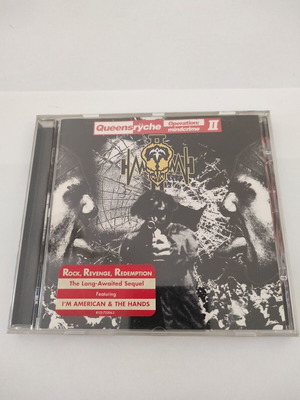 Queensrÿche Operation: mindcrime II
ROCK, REVENGE, REDEMPTION
The Long-Awaited Sequel
Featuring
I'M AMERICAN & THE HANDS